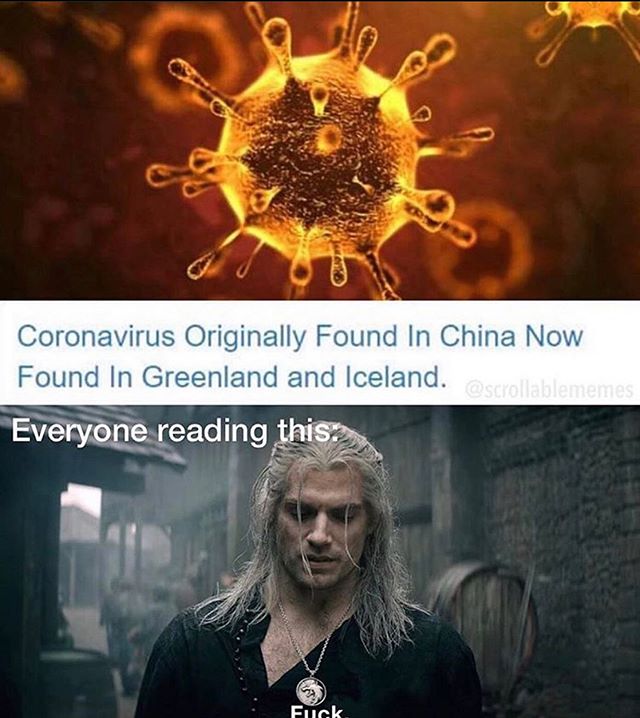 Coronavirus Originally Found In China Now
Found In Greenland and Iceland.
@scrollablememes
Everyone reading this:
Fuck.